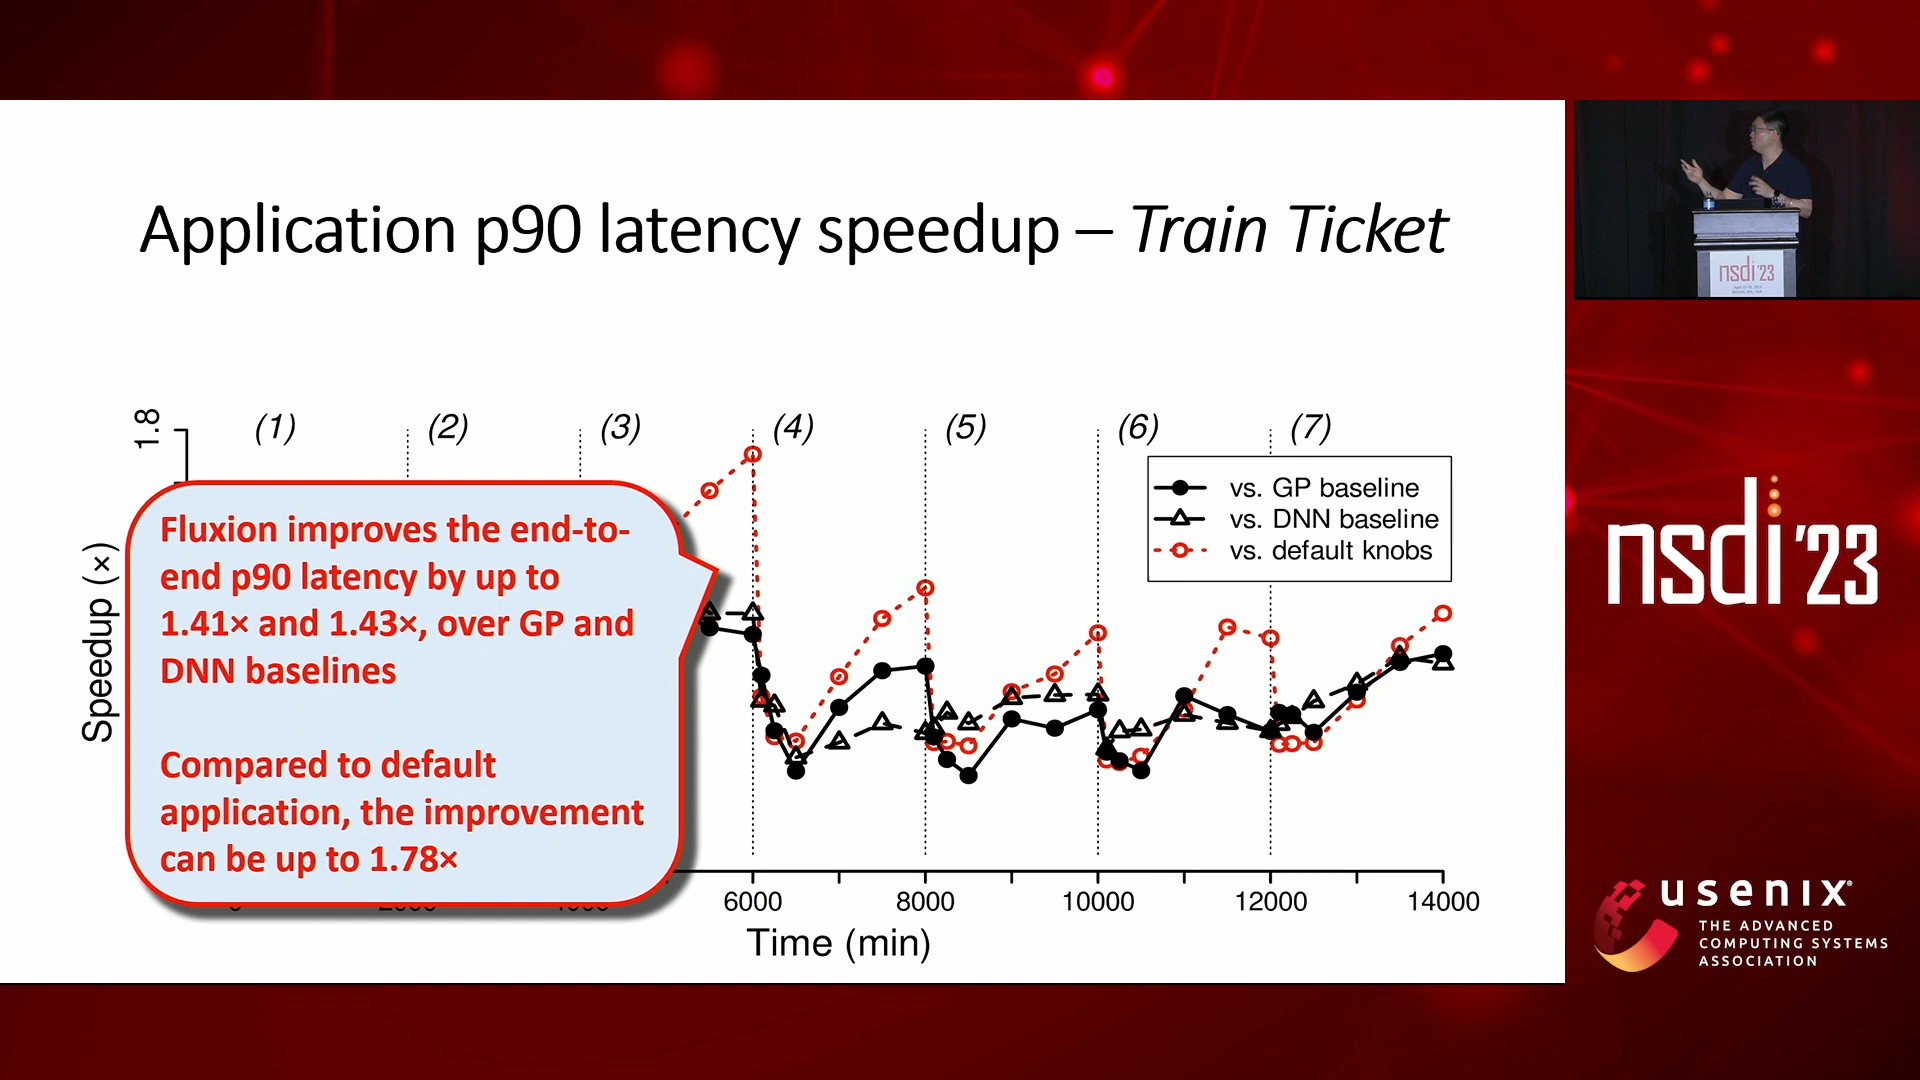 Application p90 latency speedup – Train Ticket
1.8
(1)
(2)
(3)
(4)
(5)
(6)
(7)
vs. GP baseline
vs. DNN baseline
vs. default knobs
Speedup (×)
Fluxion improves the end-to-
end p90 latency by up to
1.41× and 1.43×, over GP and
DNN baselines
Compared to default
application, the improvement
can be up to 1.78×
6000
8000
10000
12000
14000
Time (min)
nsdi'23
nsdi'23
usenix
THE ADVANCED
COMPUTING SYSTEMS
ASSOCIATION